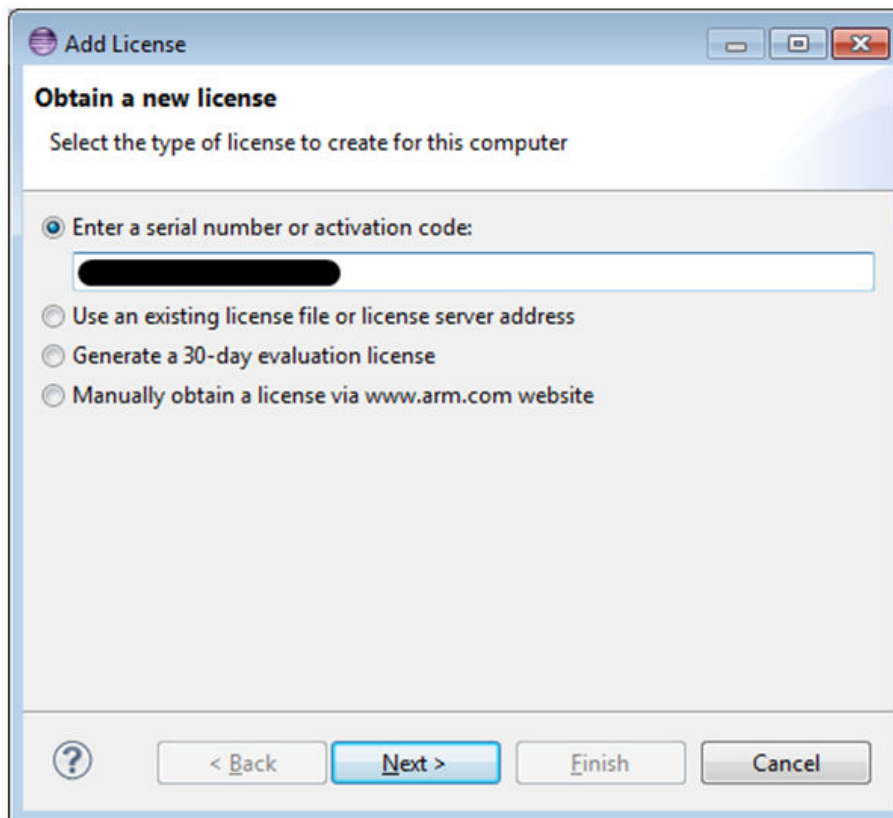 Add License
Obtain a new license
Select the type of license to create for this computer
Enter a serial number or activation code:
Use an existing license file or license server address
Generate a 30-day evaluation license
Manually obtain a license via www.arm.com website
?
< Back
Next >
Finish
Cancel